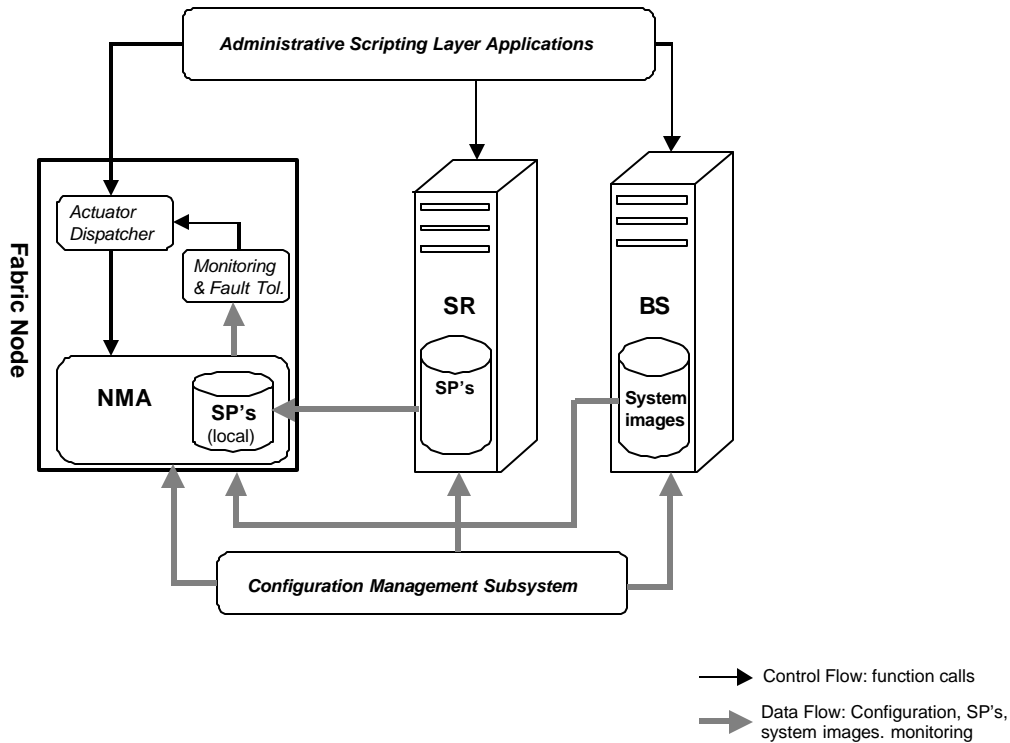 Administrative Scripting Layer Applications
Fabric Node
Actuator
Dispatcher
Monitoring
& Fault Tol.
NMA
SP's
(local)
SR
SP's
BS
System
images
Configuration Management Subsystem
Control Flow: function calls
Data Flow: Configuration, SP's,
system images. monitoring